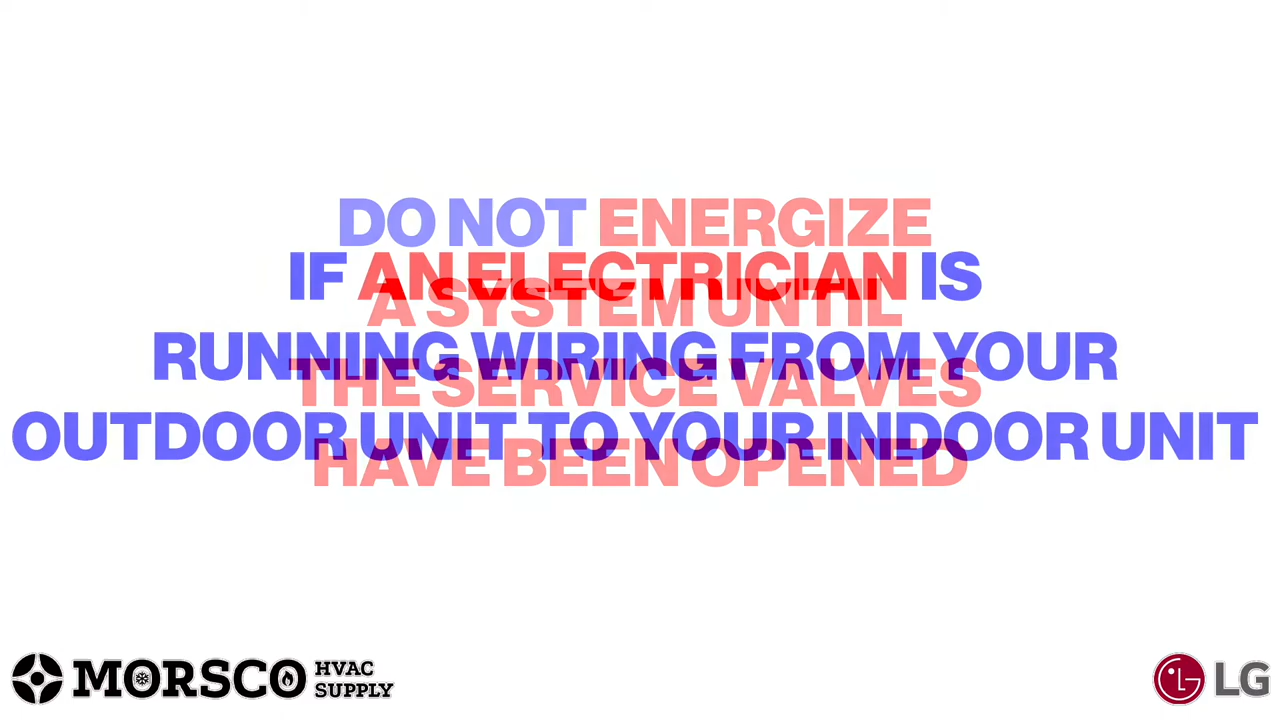 DO NOT ENERGIZE
A SYSTEM UNTIL
THE SERVICE VALVES
HAVE BEEN OPENED
IF AN ELECTRICIAN IS
RUNNING WIRING FROM YOUR
OUTDOOR UNIT TO YOUR INDOOR UNIT
MORSCO
HVAC
SUPPLY
LG